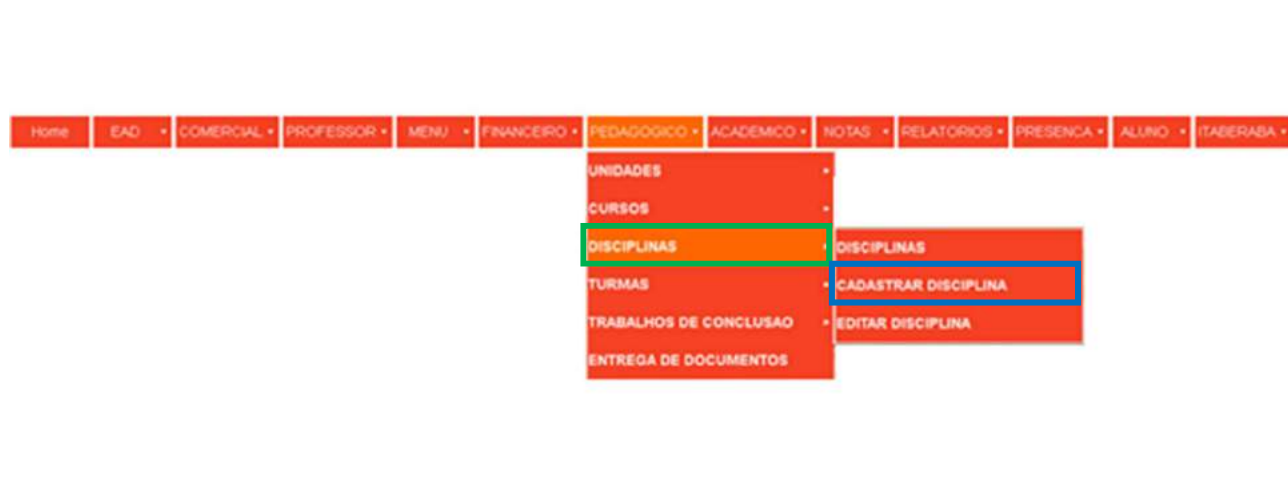 Home EAD COMERCIAL PROFESSOR MENU FINANCEIRO PEDAGOGICO ACADEMICO NOTAS RELATORIOS PRESENCA ALUNO ITABERABA
UNIDADES
CURSOS
DISCIPLINAS DISCIPLINAS
TURMAS CADASTRAR DISCIPLINA
TRABALHOS DE CONCLUSAO EDITAR DISCIPLINA
ENTREGA DE DOCUMENTOS